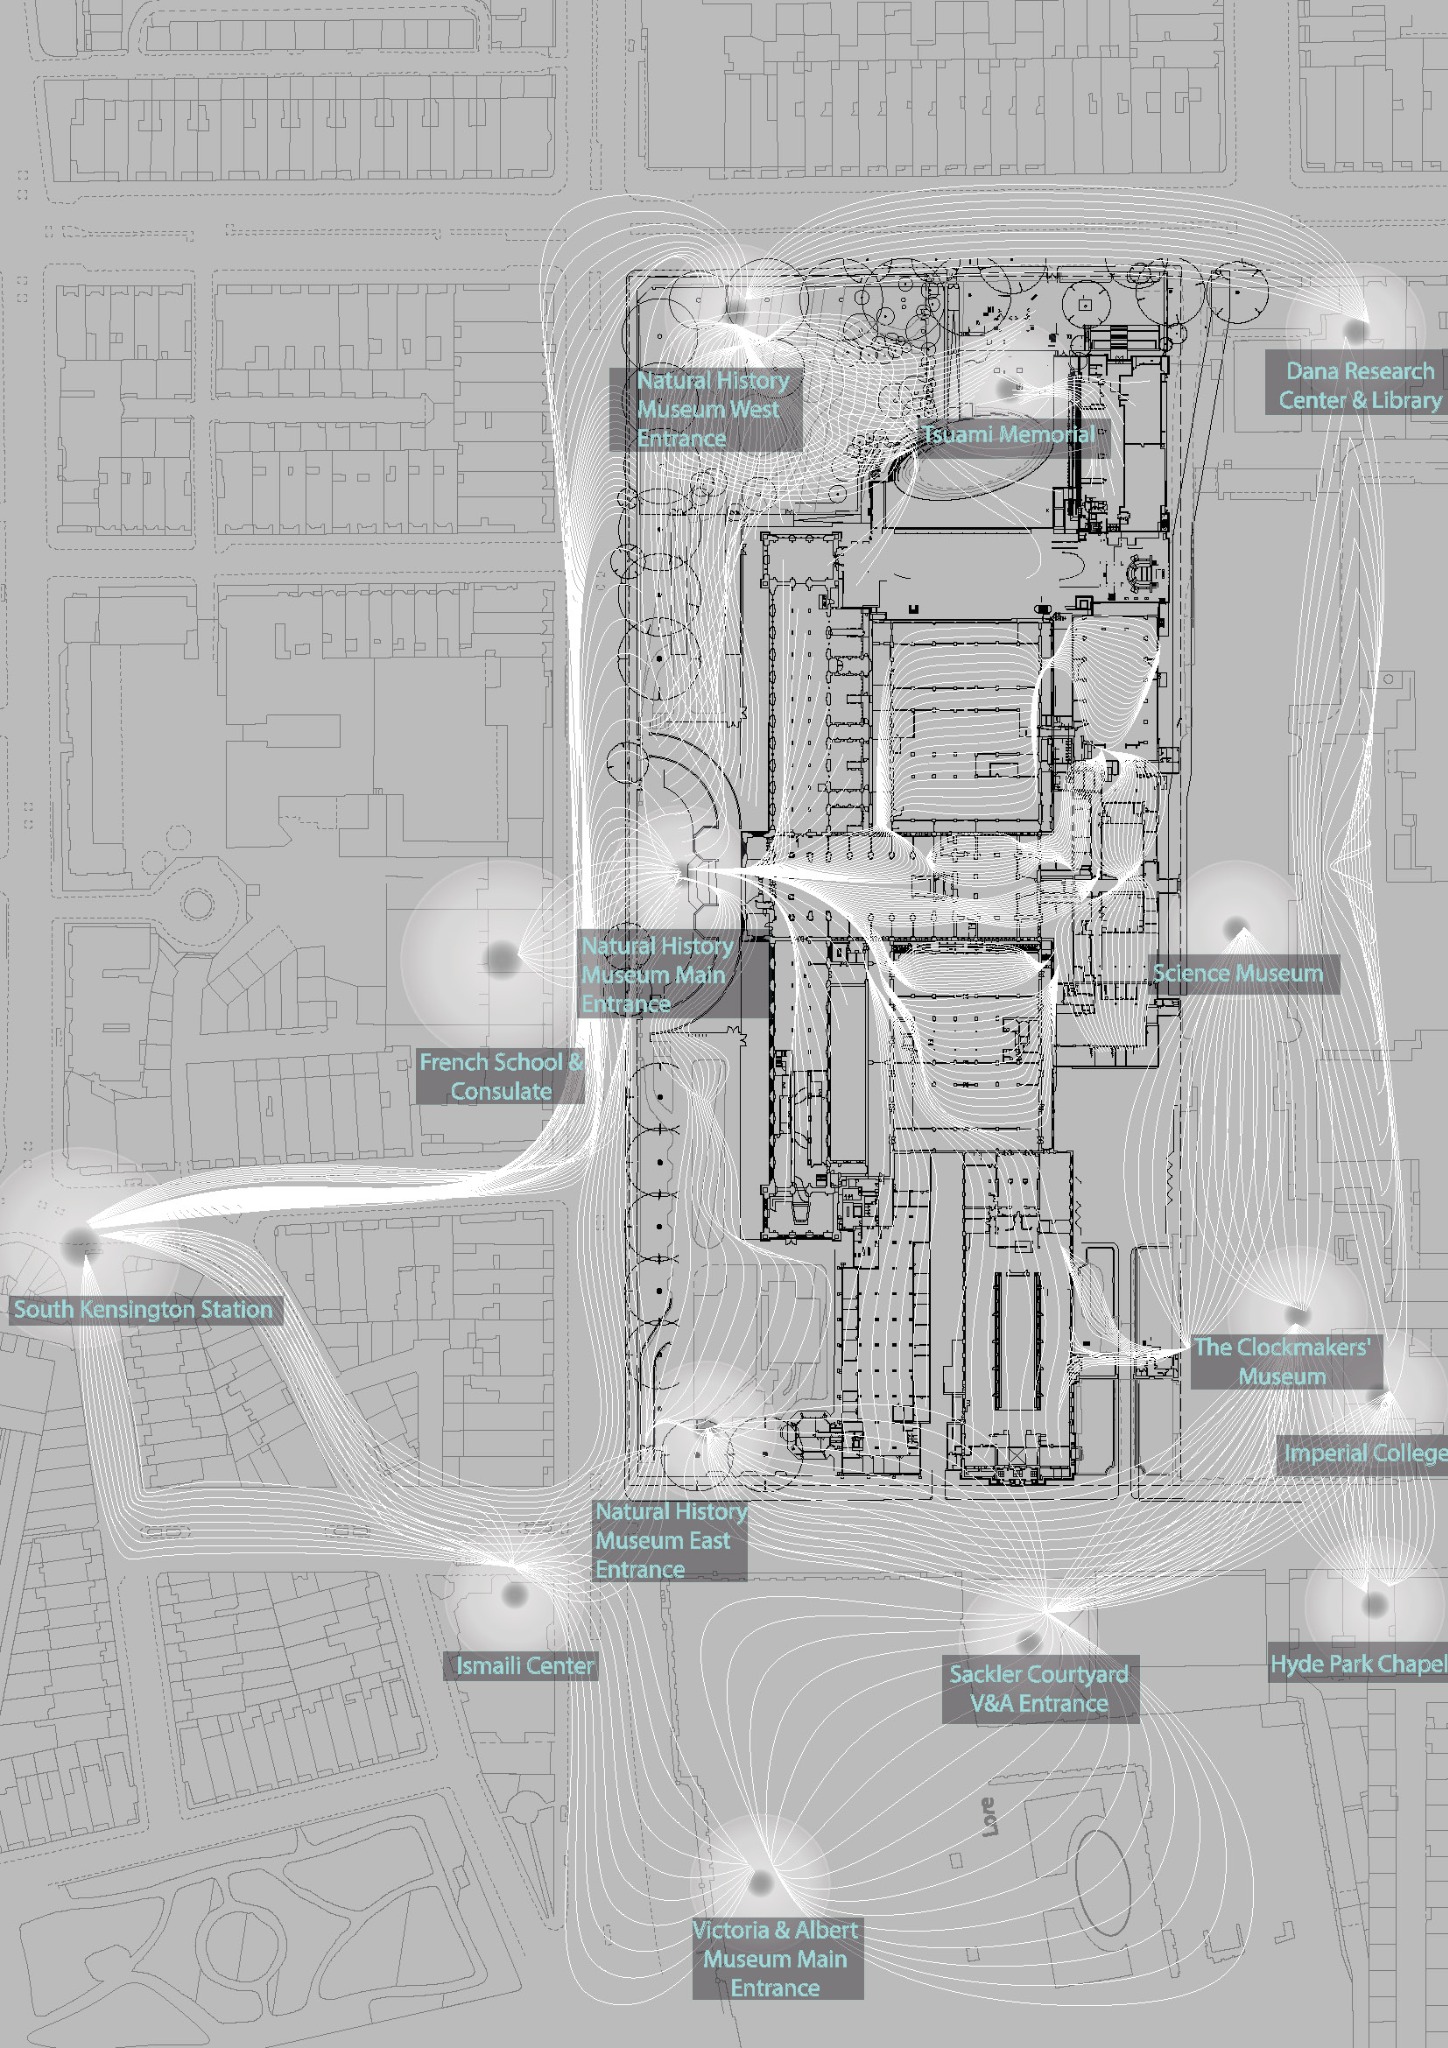 Natural History
Museum West
Entrance
Tsuami Memorial
Dana Research
Center & Library
Natural History
Museum Main
Entrance
Science Museum
French School &
Consulate
South Kensington Station
The Clockmakers'
Museum
Imperial College
Natural History
Museum East
Entrance
Ismaili Center
Sackler Courtyard
V&A Entrance
Hyde Park Chapel
Lore
Victoria & Albert
Museum Main
Entrance